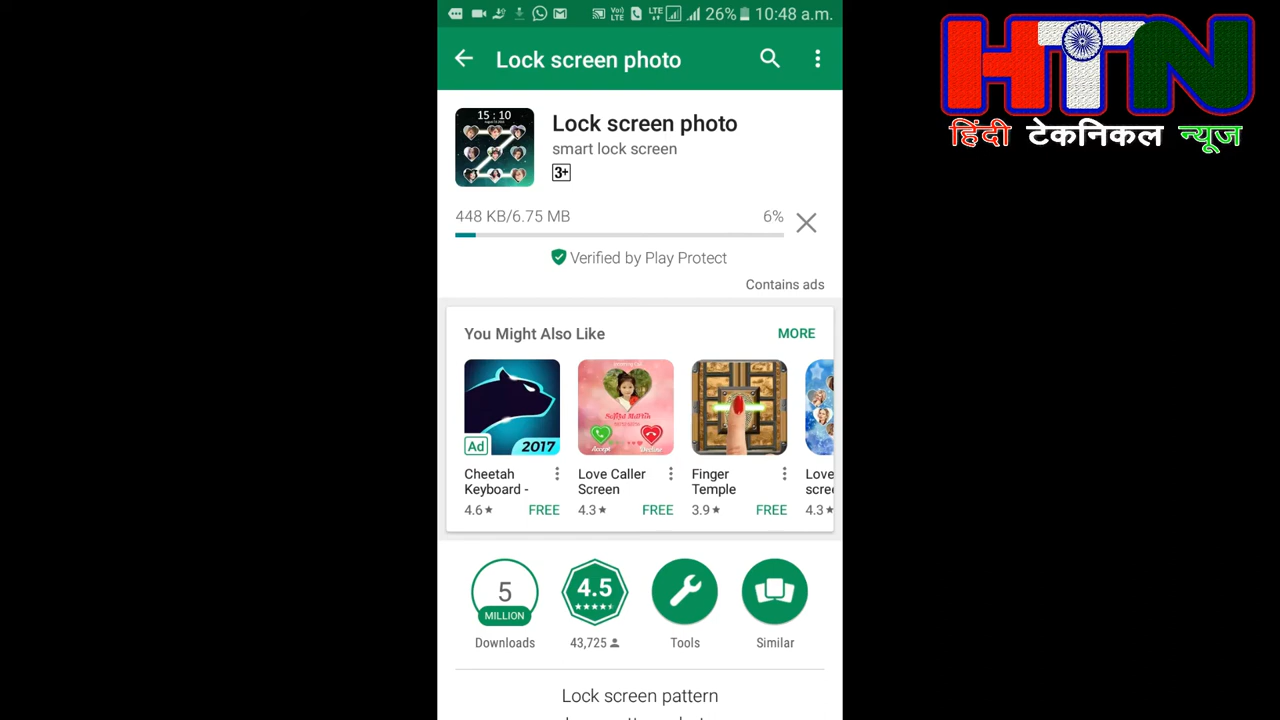 26% 10:48 a.m.
Lock screen photo
15 : 10
Lock screen photo
smart lock screen
3+
448 KB/6.75 MB 6%
Verified by Play Protect
Contains ads
You Might Also Like MORE
Ad 2017
Accept Decline
Cheetah Keyboard -
4.6 FREE
Love Caller Screen
4.3 FREE
Finger Temple
3.9 FREE
Love
4.3
5 MILLION
Downloads
4.5
43,725
Tools
Similar
Lock screen pattern
HTN
हिंदी टेकनिकल न्यूज